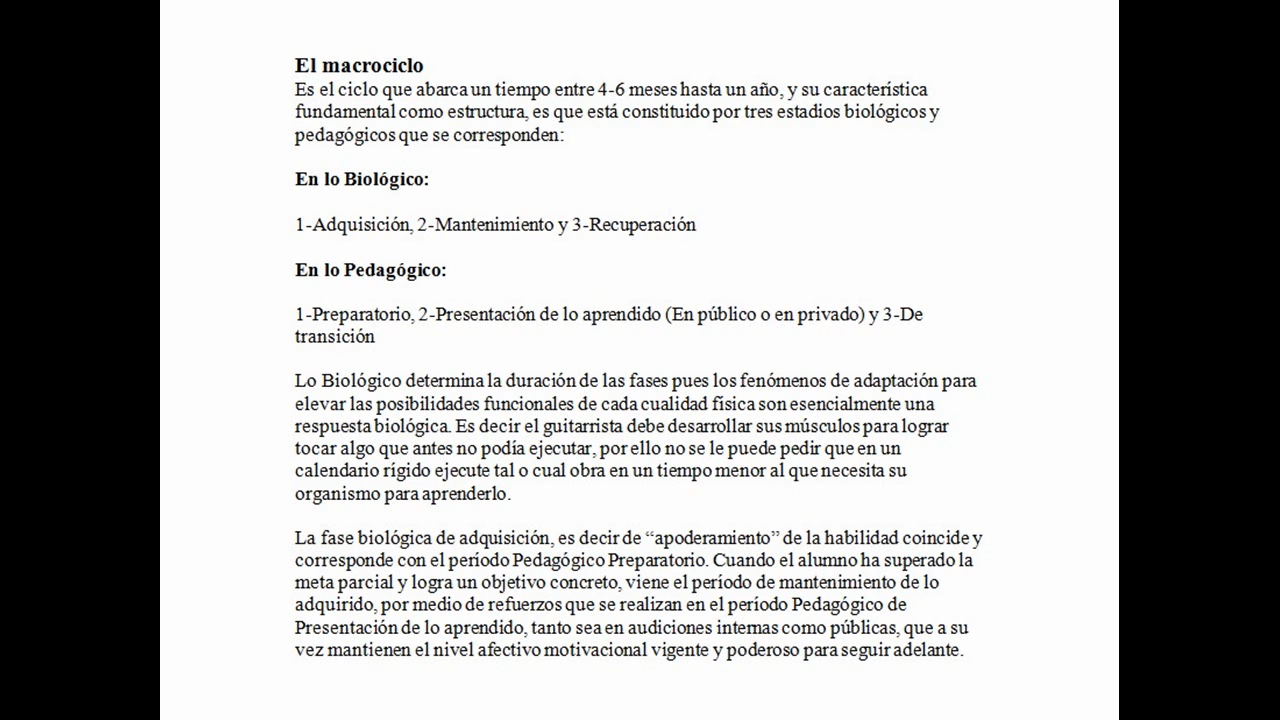 El macrociclo
Es el ciclo que abarca un tiempo entre 4-6 meses hasta un año, y su característica
fundamental como estructura, es que está constituido por tres estadios biológicos y
pedagógicos que se corresponden:
En lo Biológico:
1-Adquisición, 2-Mantenimiento y 3-Recuperación
En lo Pedagógico:
1-Preparatorio, 2-Presentación de lo aprendido (En público o en privado) y 3-De
transición
Lo Biológico determina la duración de las fases pues los fenómenos de adaptación para
elevar las posibilidades funcionales de cada cualidad física son esencialmente una
respuesta biológica. Es decir el guitarrista debe desarrollar sus músculos para lograr
tocar algo que antes no podía ejecutar, por ello no se le puede pedir que en un
calendario rígido ejecute tal o cual obra en un tiempo menor al que necesita su
organismo para aprenderlo.
La fase biológica de adquisición, es decir de “apoderamiento” de la habilidad coincide y
corresponde con el período Pedagógico Preparatorio. Cuando el alumno ha superado la
meta parcial y logra un objetivo concreto, viene el período de mantenimiento de lo
adquirido, por medio de refuerzos que se realizan en el período Pedagógico de
Presentación de lo aprendido, tanto sea en audiciones internas como públicas, que a su
vez mantienen el nivel afectivo motivacional vigente y poderoso para seguir adelante.